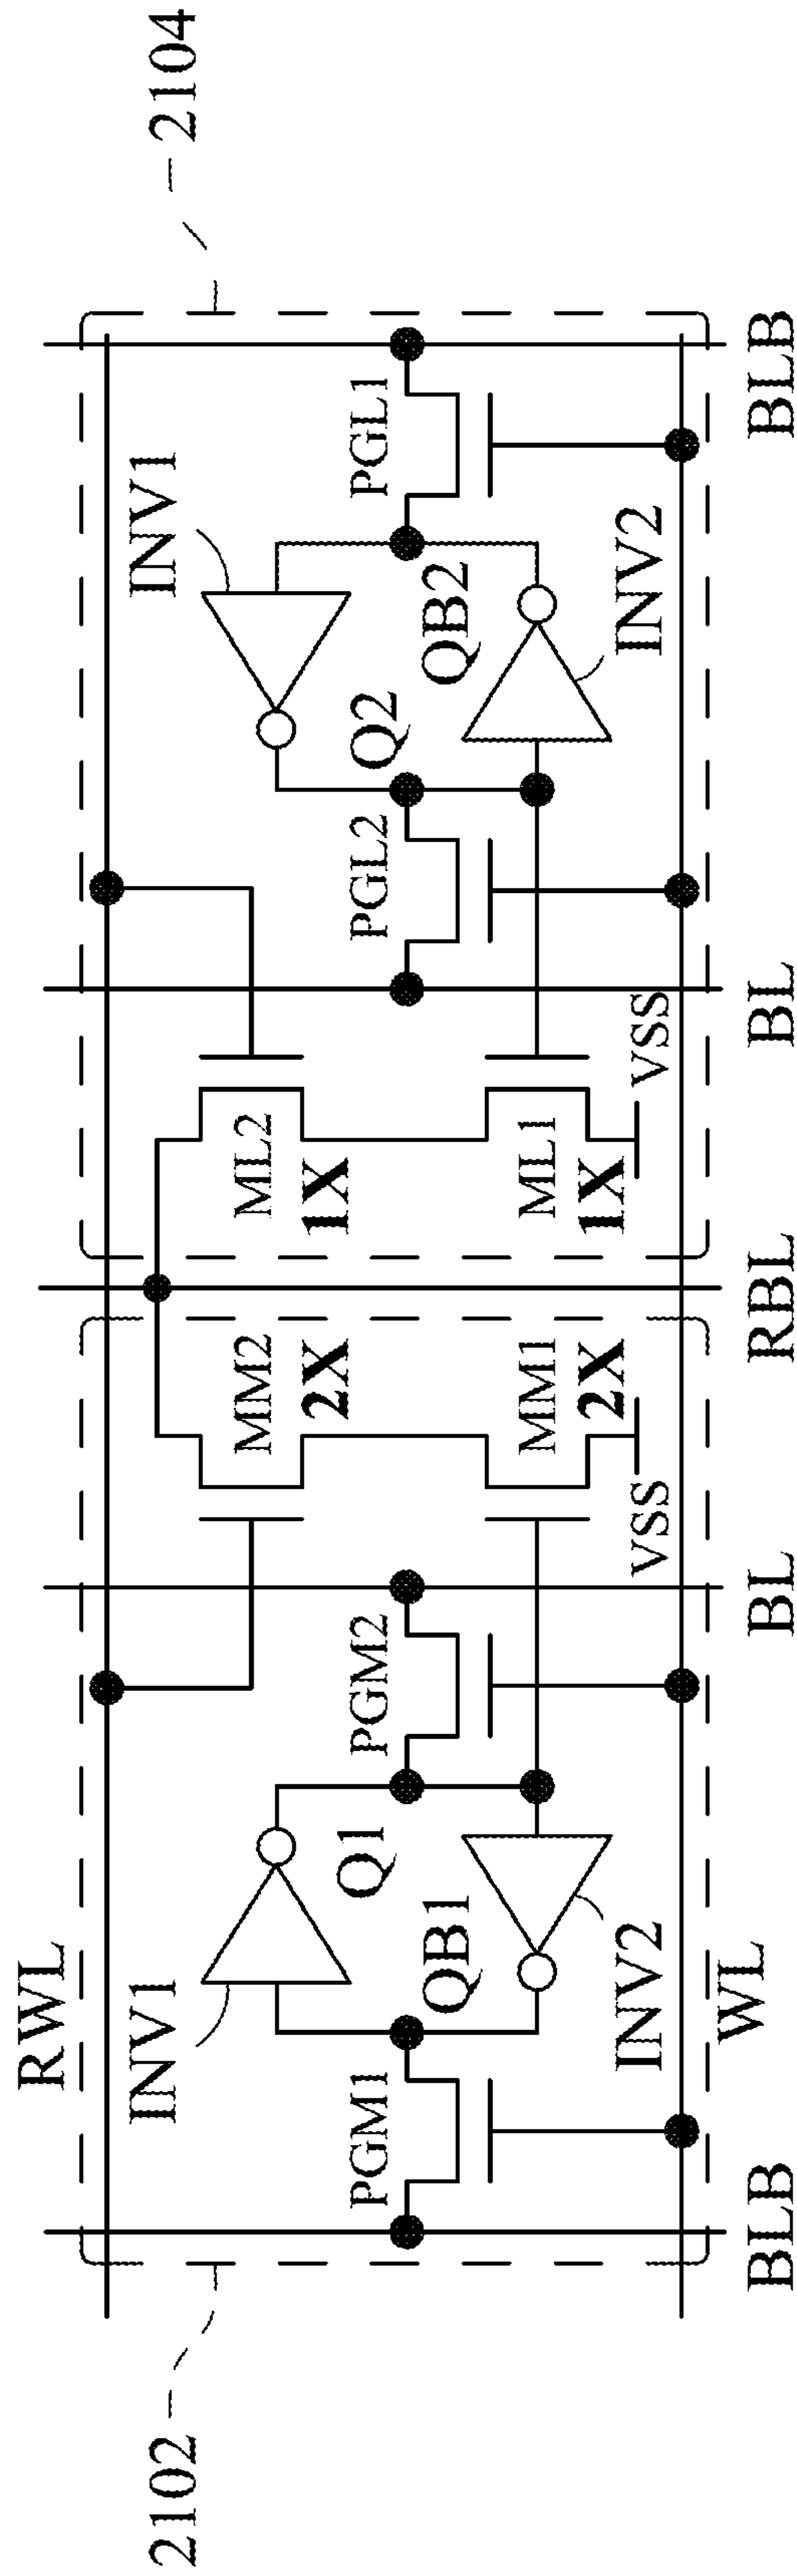 2102
2104
RWL
INV1
INV1
MM2
2X
ML2
1X
PGM1
Q1
PGM2
PGL2
Q2
PGL1
QB1
QB2
MM1
2X
ML1
1X
INV2
VSS
VSS
INV2
WL
BLB
BL
RBL
BL
BLB